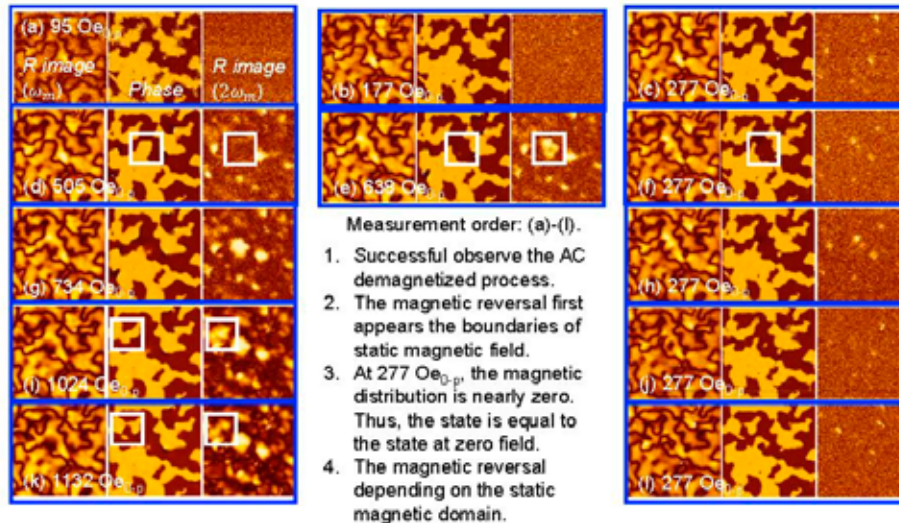 (a) 95 Oe0-p
R image
(ωm)
Phase
R image
(2ωm)
(b) 177 Oe0-p
(c) 277 Oe0-p
(d) 505 Oe0-p
(e) 638 Oe0-p
(f) 277 Oe0-p
Measurement order: (a)-(l).
1. Successful observe the AC
demagnetized process.
2. The magnetic reversal first
appears the boundaries of
static magnetic field.
3. At 277 Oe0-p, the magnetic
distribution is nearly zero.
Thus, the state is equal to
the state at zero field.
4. The magnetic reversal
depending on the static
magnetic domain.
(g) 734 Oe0-p
(h) 277 Oe0-p
(i) 1024 Oe0-p
(j) 277 Oe0-p
(k) 1132 Oe0-p
(l) 277 Oe0-p